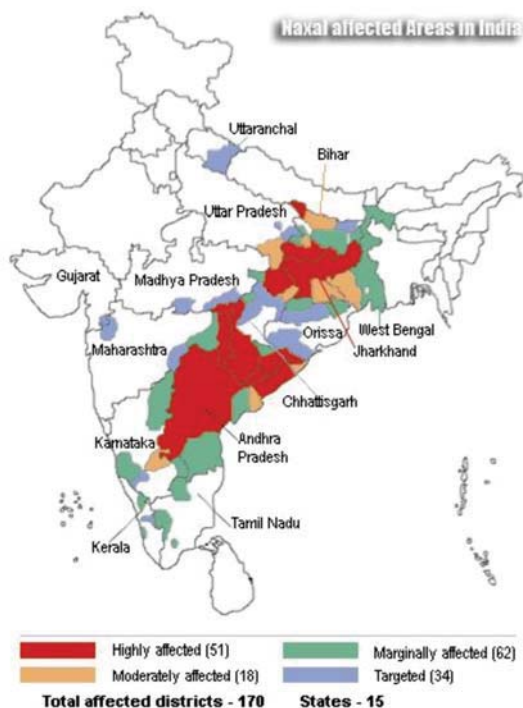 Naxal affected Areas in India
Uttaranchal
Bihar
Uttar Pradesh
Gujarat
Madhya Pradesh
West Bengal
Orissa
Jharkhand
Maharashtra
Chhattisgarh
Karnataka
Andhra
Pradesh
Tamil Nadu
Kerala
Highly affected (51)
Marginally affected (62)
Moderately affected (18)
Targeted (34)
Total affected districts - 170 States - 15